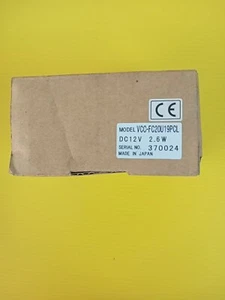 CE
MODEL VCC-FC20U19PCL
DC12V 2.6W
SERIAL NO. 370024
MADE IN JAPAN